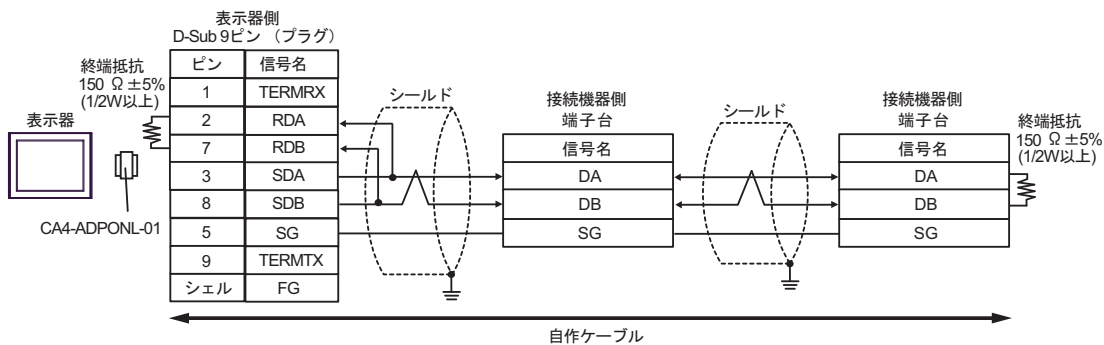 表示器側
D-Sub 9ピン （プラグ）
終端抵抗
150 Ω ±5%
(1/2W以上)
表示器
CA4-ADPONL-01
ピン 信号名
1 TERMRX
2 RDA
7 RDB
3 SDA
8 SDB
5 SG
9 TERMTX
シェル FG
シールド
接続機器側
端子台
信号名
DA
DB
SG
シールド
接続機器側
端子台
信号名
DA
DB
SG
終端抵抗
150 Ω ±5%
(1/2W以上)
自作ケーブル